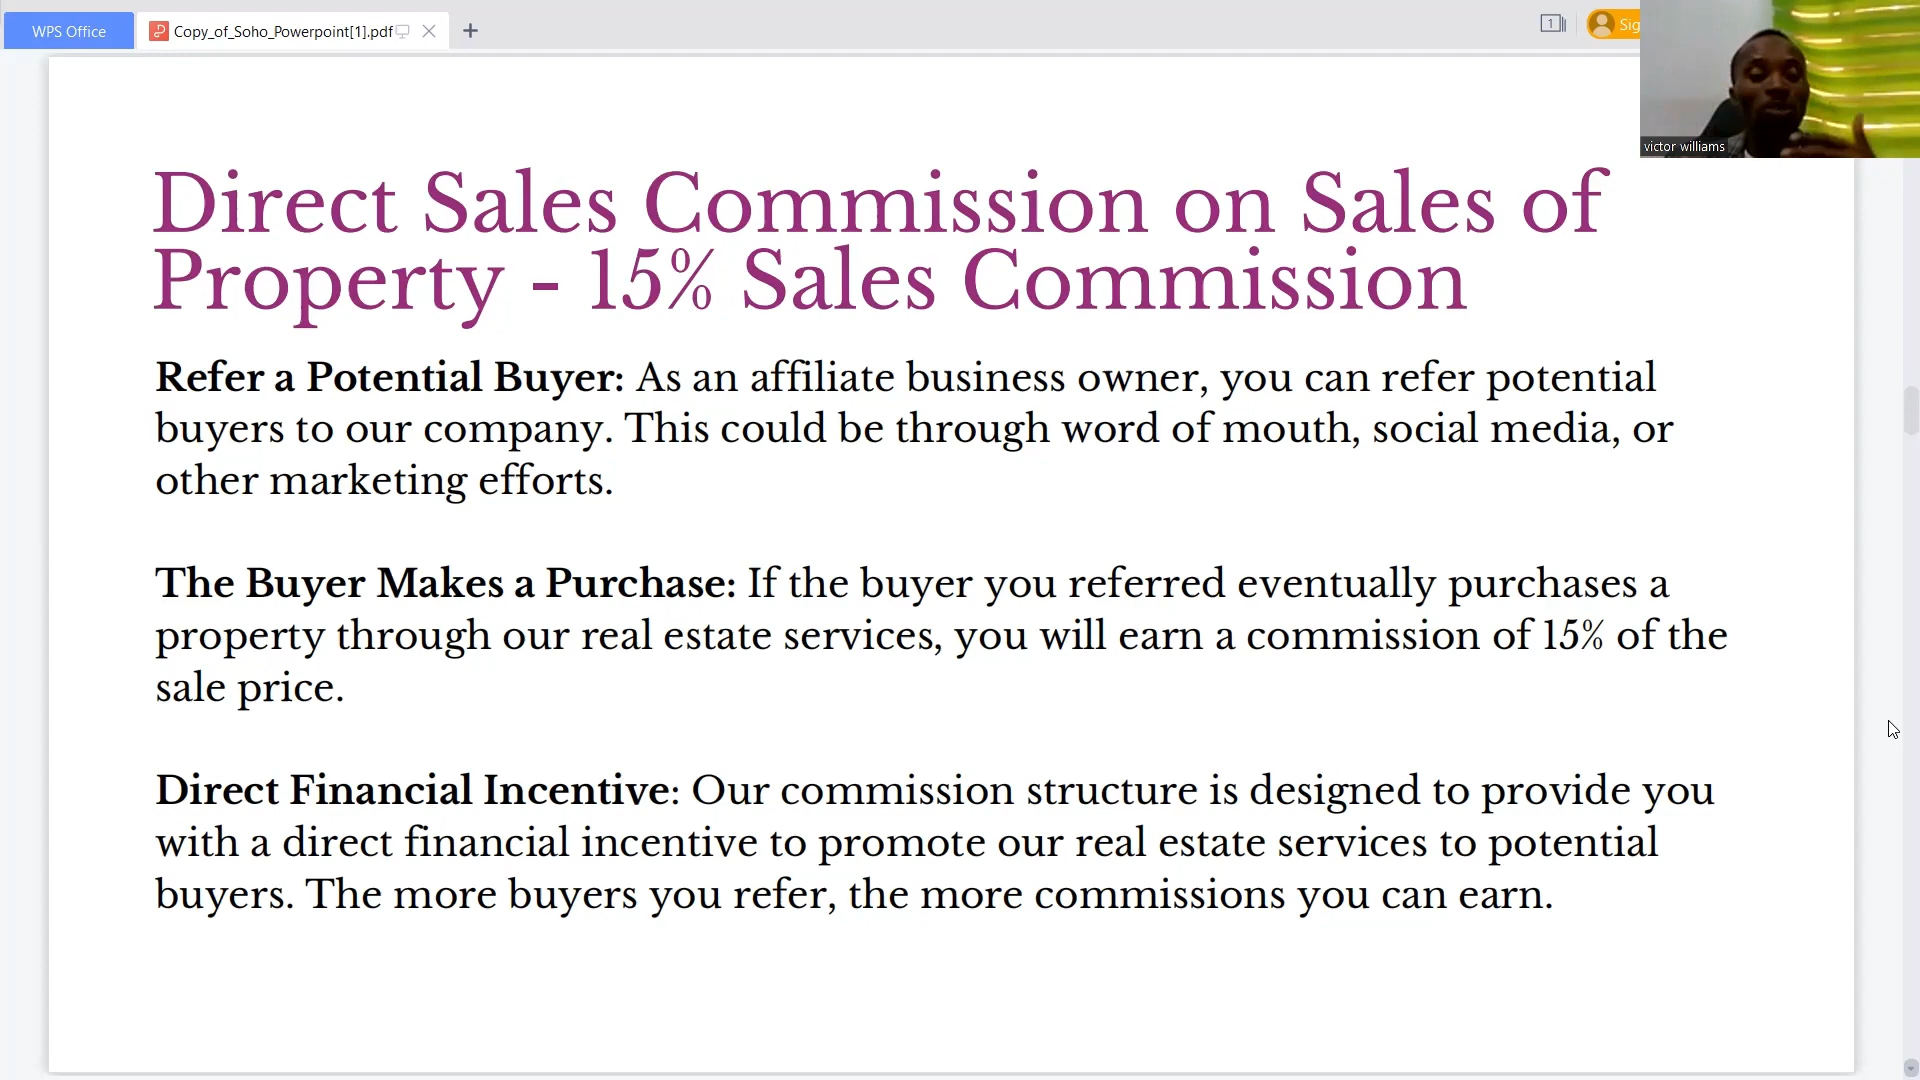 WPS Office
Copy_of_Soho_Powerpoint[1].pdf
1
Sig
victor williams
Direct Sales Commission on Sales of
Property - 15% Sales Commission
Refer a Potential Buyer: As an affiliate business owner, you can refer potential
buyers to our company. This could be through word of mouth, social media, or
other marketing efforts.
The Buyer Makes a Purchase: If the buyer you referred eventually purchases a
property through our real estate services, you will earn a commission of 15% of the
sale price.
Direct Financial Incentive: Our commission structure is designed to provide you
with a direct financial incentive to promote our real estate services to potential
buyers. The more buyers you refer, the more commissions you can earn.